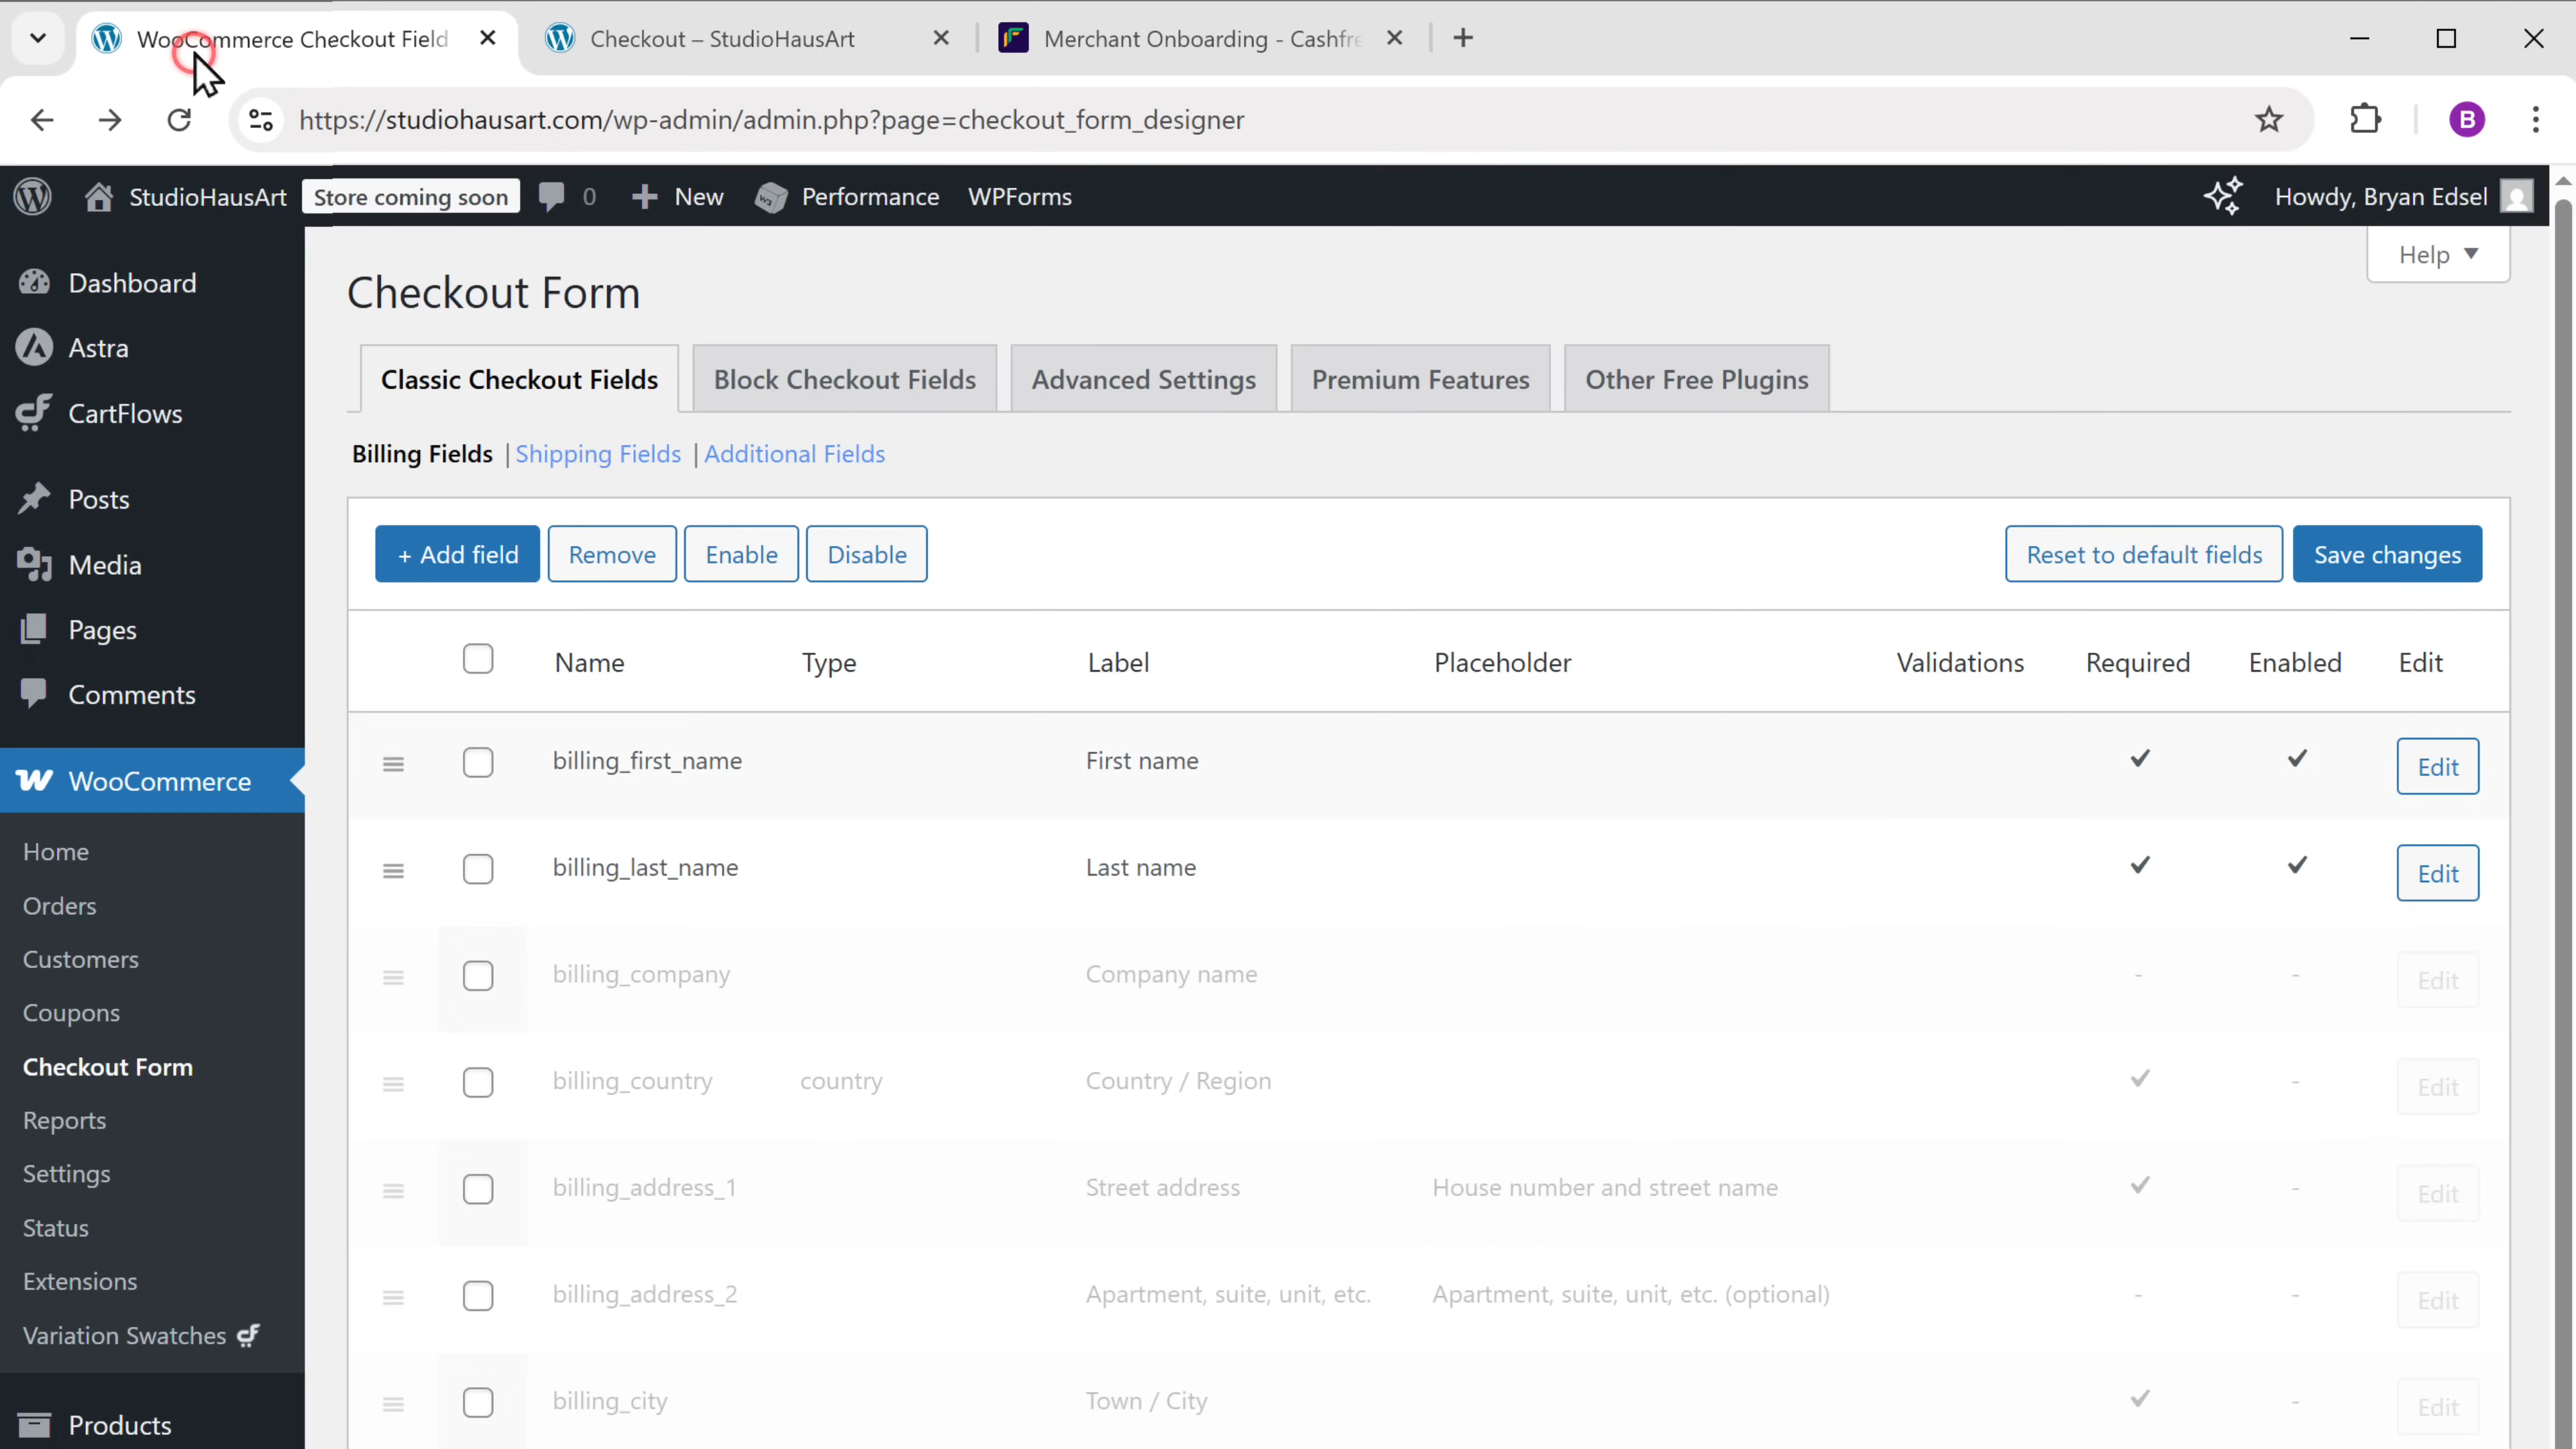 WooCommerce Checkout Field
Checkout – StudioHausArt
Merchant Onboarding - Cashfre
https://studiohausart.com/wp-admin/admin.php?page=checkout_form_designer
B
StudioHausArt
Store coming soon
0
New
Performance
WPForms
Howdy, Bryan Edsel
Help
Dashboard
Astra
CartFlows
Posts
Media
Pages
Comments
WooCommerce
Home
Orders
Customers
Coupons
Checkout Form
Reports
Settings
Status
Extensions
Variation Swatches
Products
Checkout Form
Classic Checkout Fields
Block Checkout Fields
Advanced Settings
Premium Features
Other Free Plugins
Billing Fields | Shipping Fields | Additional Fields
+ Add field
Remove
Enable
Disable
Reset to default fields
Save changes
Name Type Label Placeholder Validations Required Enabled Edit
billing_first_name First name Edit
billing_last_name Last name Edit
billing_company Company name - - Edit
billing_country country Country / Region - Edit
billing_address_1 Street address House number and street name - Edit
billing_address_2 Apartment, suite, unit, etc. Apartment, suite, unit, etc. (optional) - - Edit
billing_city Town / City - Edit